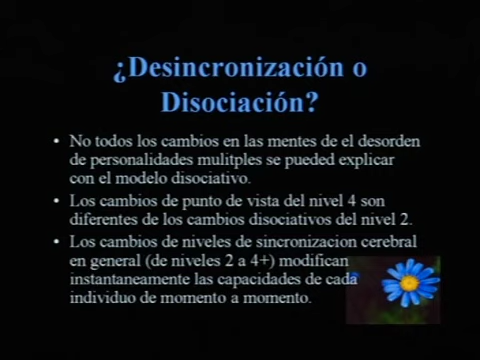 ¿Desincronización o
Disociación?
• No todos los cambios en las mentes de el desorden
de personalidades mulitples se pueded explicar
con el modelo disociativo.
• Los cambios de punto de vista del nivel 4 son
diferentes de los cambios disociativos del nivel 2.
• Los cambios de niveles de sincronizacion cerebral
en general (de niveles 2 a 4+) modifican
instantaneamente las capacidades de cada
individuo de momento a momento.